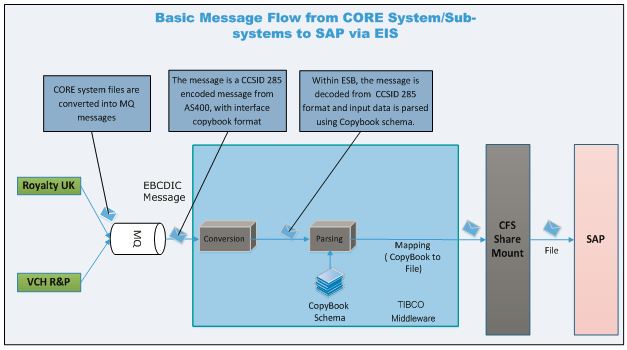 Basic Message Flow from CORE System/Sub-
systems to SAP via EIS
CORE system files are
converted into MQ
messages
The message is a CCSID 285
encoded message from
AS400, with interface
copybook format
Within ESB, the message is
decoded from CCSID 285
format and input data is parsed
using Copybook schema.
Royalty UK
VCH R&P
EBCDIC
Message
MQ
Conversion
Parsing
CopyBook
Schema
Mapping
( CopyBook to
File)
TIBCO
Middleware
CFS
Share
Mount
File
SAP